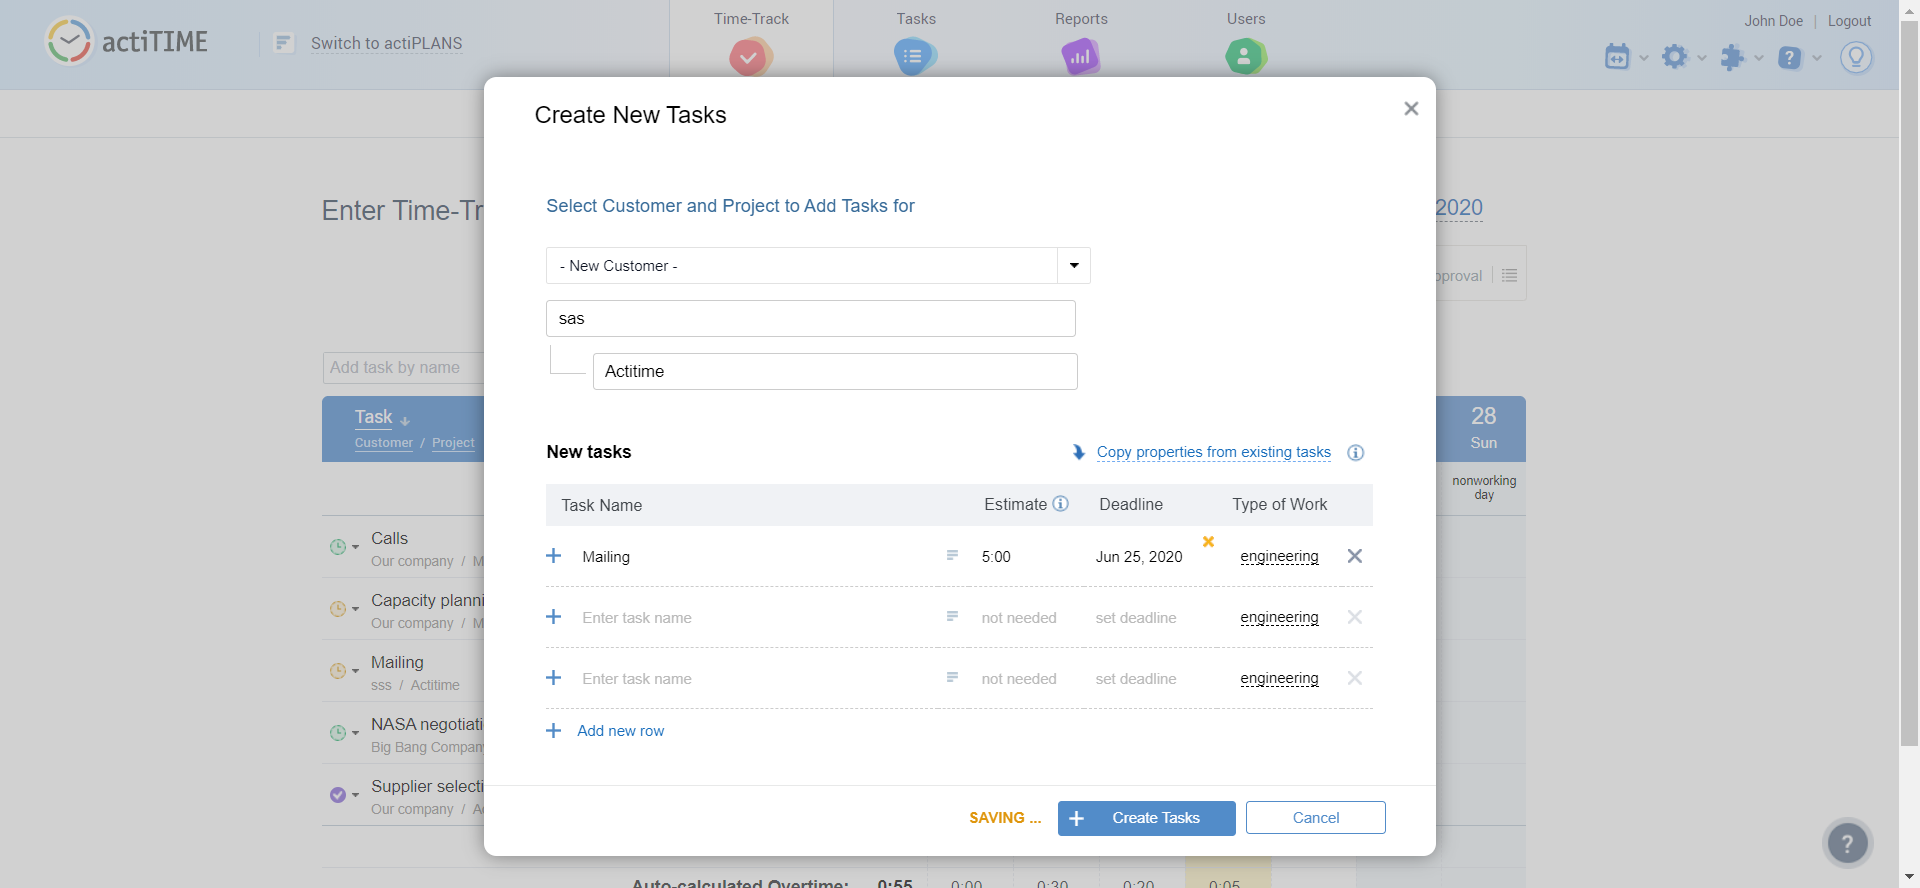 actiTIME
Switch to actiPLANS
Time-Track
Tasks
Reports
Users
John Doe | Logout
Create New Tasks
Enter Time-Tr
2020
Select Customer and Project to Add Tasks for
- New Customer -
sas
Actitime
Add task by name
Task
Customer / Project
28
Sun
nonworking
day
New tasks
Copy properties from existing tasks
Task Name
Estimate
Deadline
Type of Work
Mailing
5:00
Jun 25, 2020
engineering
Enter task name
not needed
set deadline
engineering
Enter task name
not needed
set deadline
engineering
Add new row
Calls
Our company / M
Capacity planni
Our company / M
Mailing
sss / Actitime
NASA negotiati
Big Bang Company
Supplier selecti
Our company / A
SAVING ...
Create Tasks
Cancel
Auto-calculated Overtime:
0:55
0:00
0:30
0:20
0:05
?